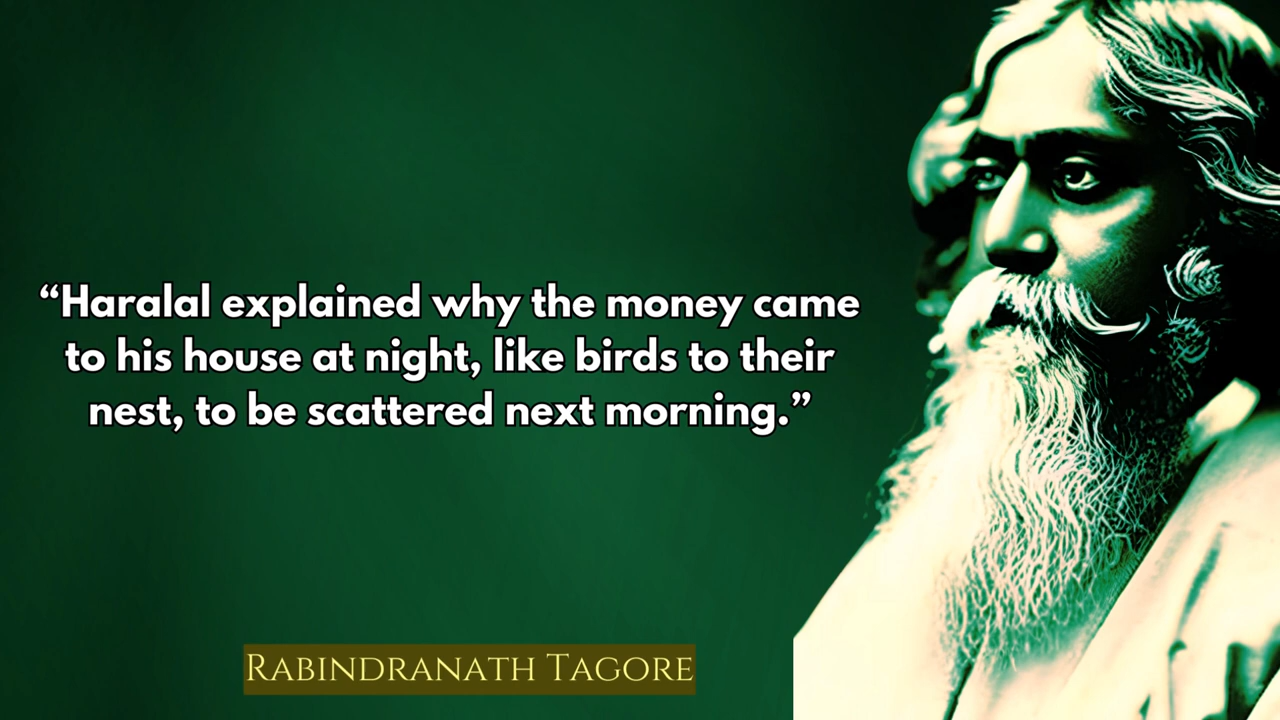 “Haralal explained why the money came
to his house at night, like birds to their
nest, to be scattered next morning.”
Rabindranath Tagore